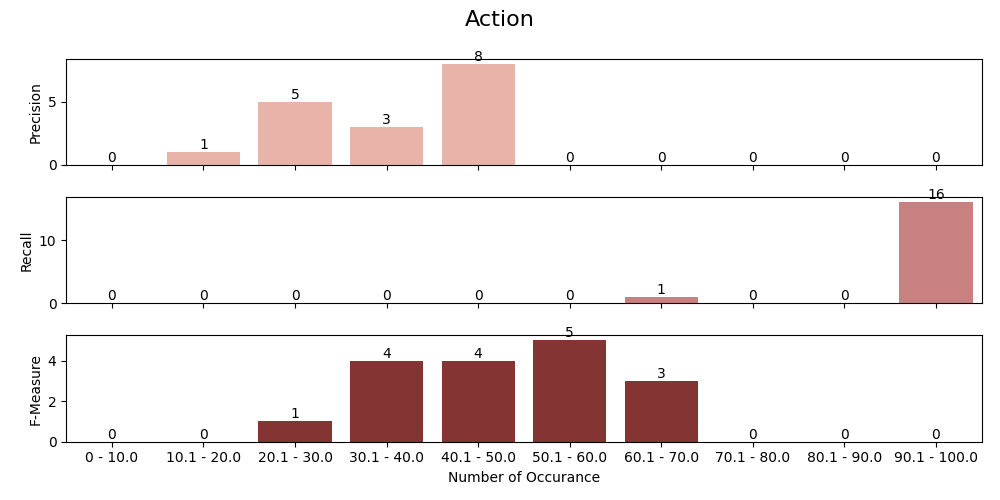 Action
Precision
5
0
0 1 5 3 8 0 0 0 0 0
Recall
10
0
0 0 0 0 0 0 1 0 0 16
F-Measure
4
2
0
0 0 1 4 4 5 3 0 0 0
0 - 10.0 10.1 - 20.0 20.1 - 30.0 30.1 - 40.0 40.1 - 50.0 50.1 - 60.0 60.1 - 70.0 70.1 - 80.0 80.1 - 90.0 90.1 - 100.0
Number of Occurance